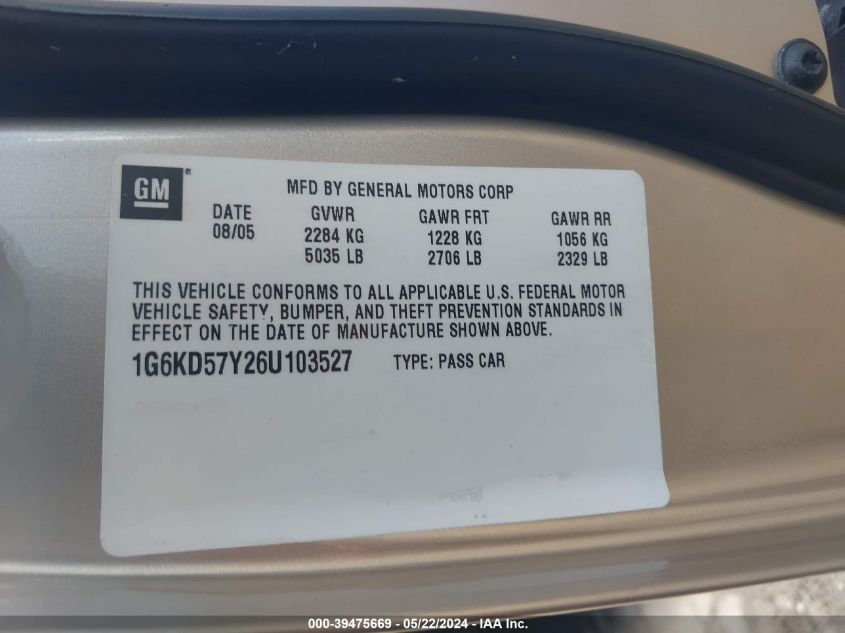 GM®
MFD BY GENERAL MOTORS CORP
DATE GVWR GAWR FRT GAWR RR
08/05 2284 KG 1228 KG 1056 KG
5035 LB 2706 LB 2329 LB
THIS VEHICLE CONFORMS TO ALL APPLICABLE U.S. FEDERAL MOTOR
VEHICLE SAFETY, BUMPER, AND THEFT PREVENTION STANDARDS IN
EFFECT ON THE DATE OF MANUFACTURE SHOWN ABOVE.
1G6KD57Y26U103527 TYPE: PASS CAR
000-39475669 - 05/22/2024 - IAA Inc.